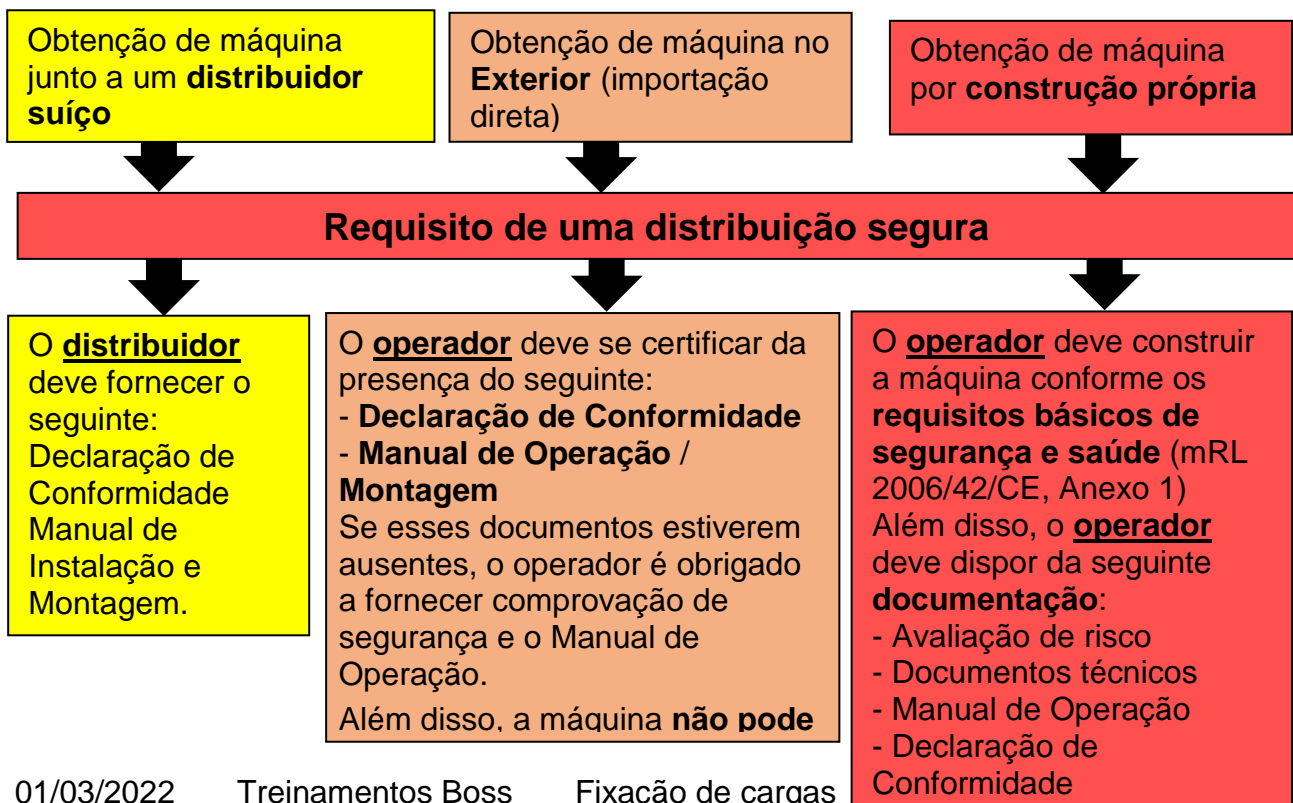 Obtenção de máquina
junto a um distribuidor
suíço
Obtenção de máquina no
Exterior (importação
direta)
Obtenção de máquina
por construção própria
Requisito de uma distribuição segura
O distribuidor
deve fornecer o
seguinte:
Declaração de
Conformidade
Manual de
Instalação e
Montagem.
O operador deve se certificar da
presença do seguinte:
- Declaração de Conformidade
- Manual de Operação /
Montagem
Se esses documentos estiverem
ausentes, o operador é obrigado
a fornecer comprovação de
segurança e o Manual de
Operação.
Além disso, a máquina não pode
O operador deve construir
a máquina conforme os
requisitos básicos de
segurança e saúde (mRL
2006/42/CE, Anexo 1)
Além disso, o operador
deve dispor da seguinte
documentação:
- Avaliação de risco
- Documentos técnicos
- Manual de Operação
- Declaração de
Conformidade
01/03/2022 Treinamentos Boss Fixação de cargas